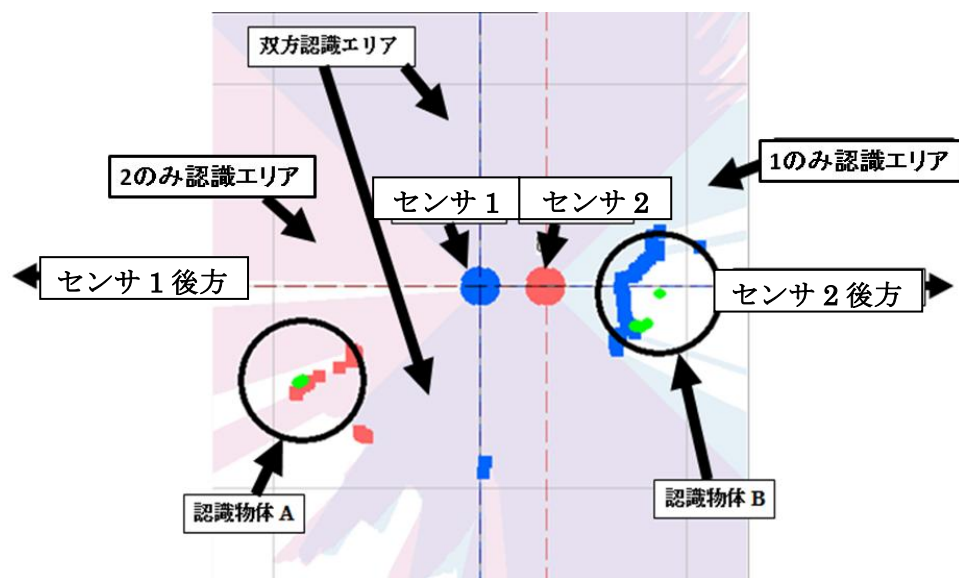 双方認識エリア
2のみ認識エリア
1のみ認識エリア
センサ 1
センサ 2
センサ 1 後方
センサ 2 後方
認識物体 A
認識物体 B